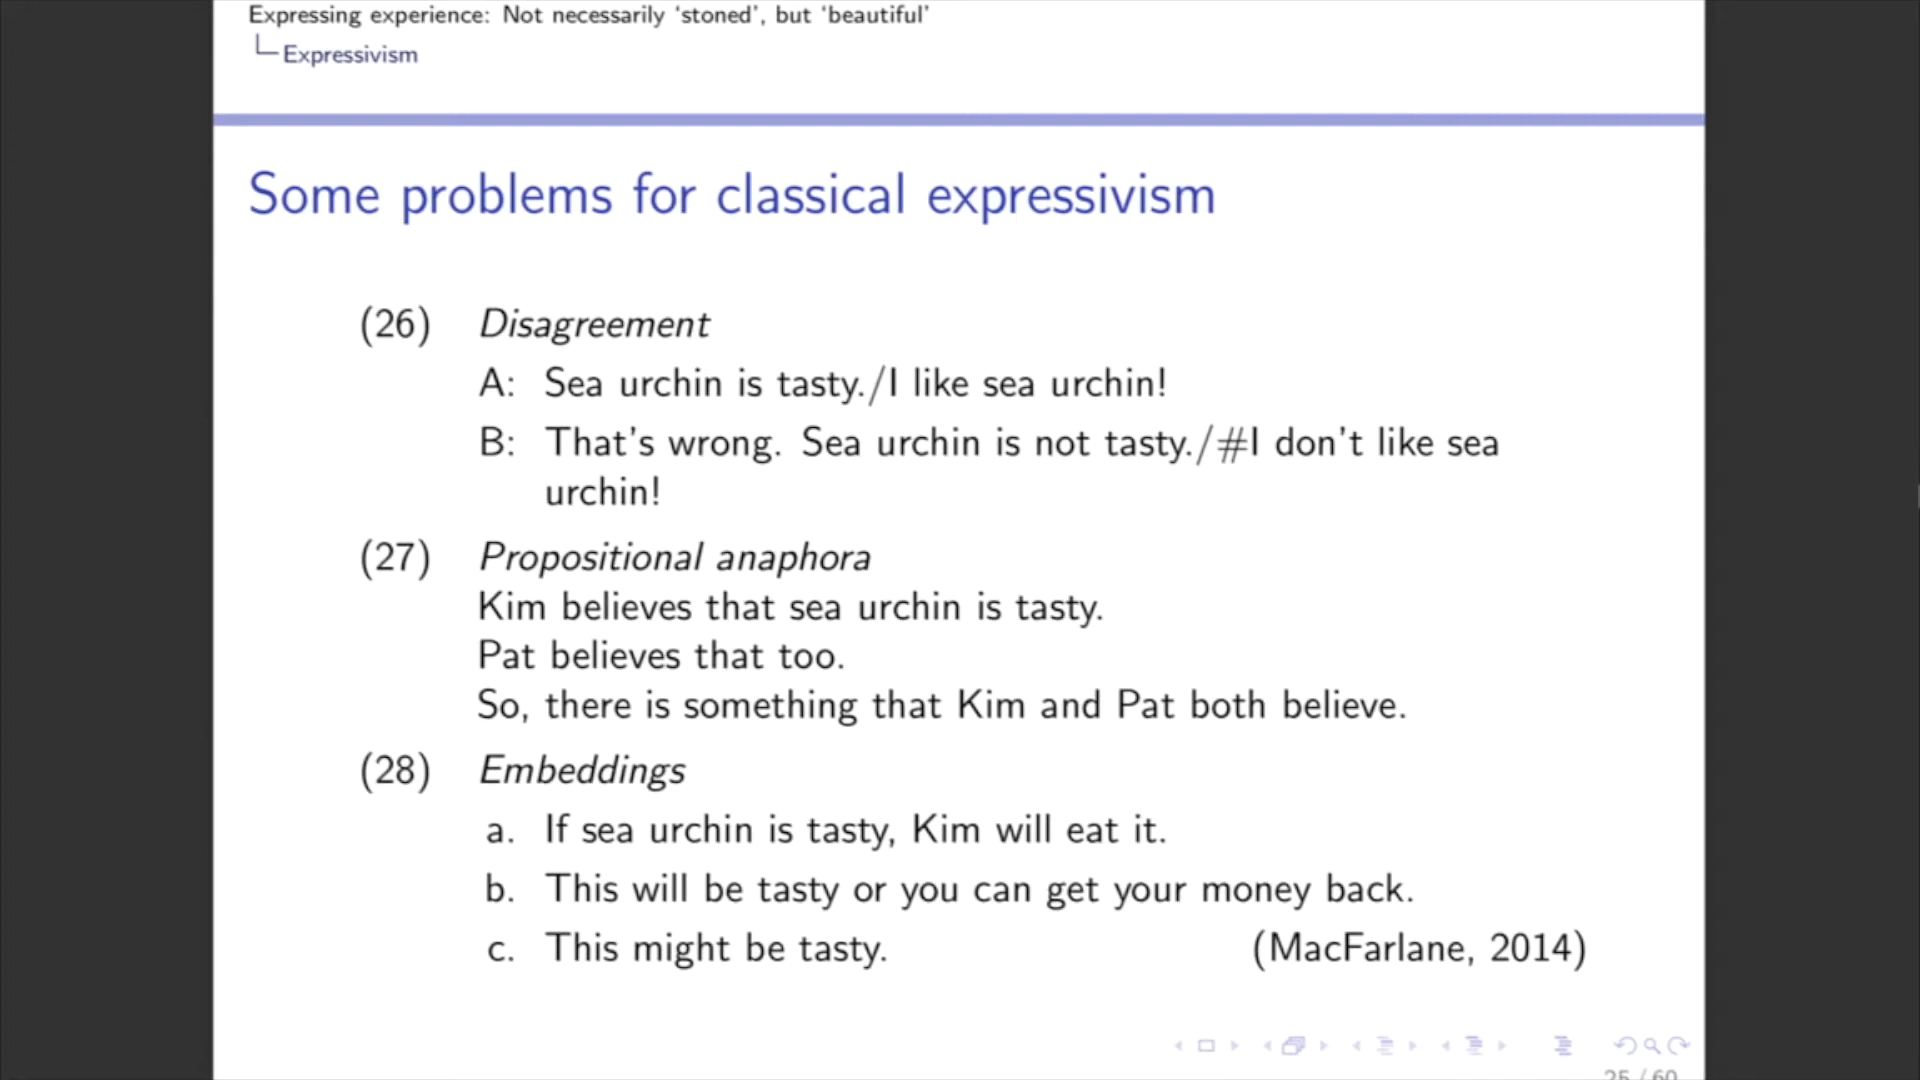 Expressing experience: Not necessarily ‘stoned’, but ‘beautiful’
Expressivism
Some problems for classical expressivism
(26) Disagreement
A: Sea urchin is tasty./I like sea urchin!
B: That’s wrong. Sea urchin is not tasty./#I don’t like sea
urchin!
(27) Propositional anaphora
Kim believes that sea urchin is tasty.
Pat believes that too.
So, there is something that Kim and Pat both believe.
(28) Embeddings
a. If sea urchin is tasty, Kim will eat it.
b. This will be tasty or you can get your money back.
c. This might be tasty. (MacFarlane, 2014)
25 / 60